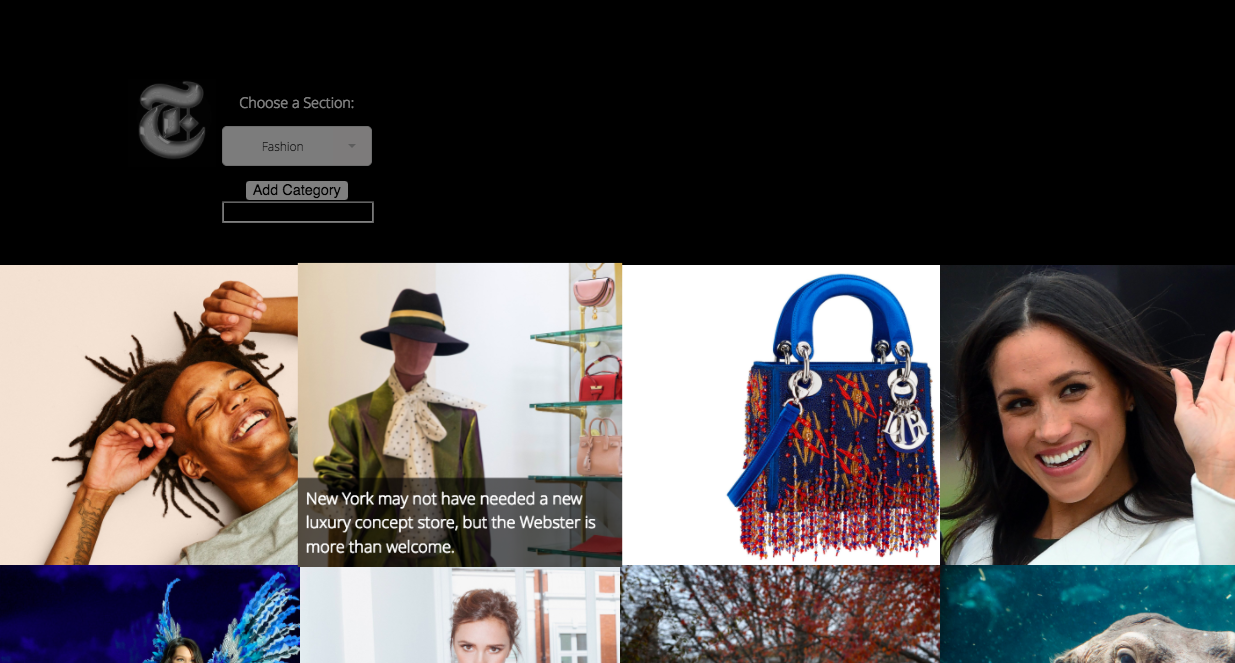 T
Choose a Section:
Fashion
Add Category
New York may not have needed a new
luxury concept store, but the Webster is
more than welcome.